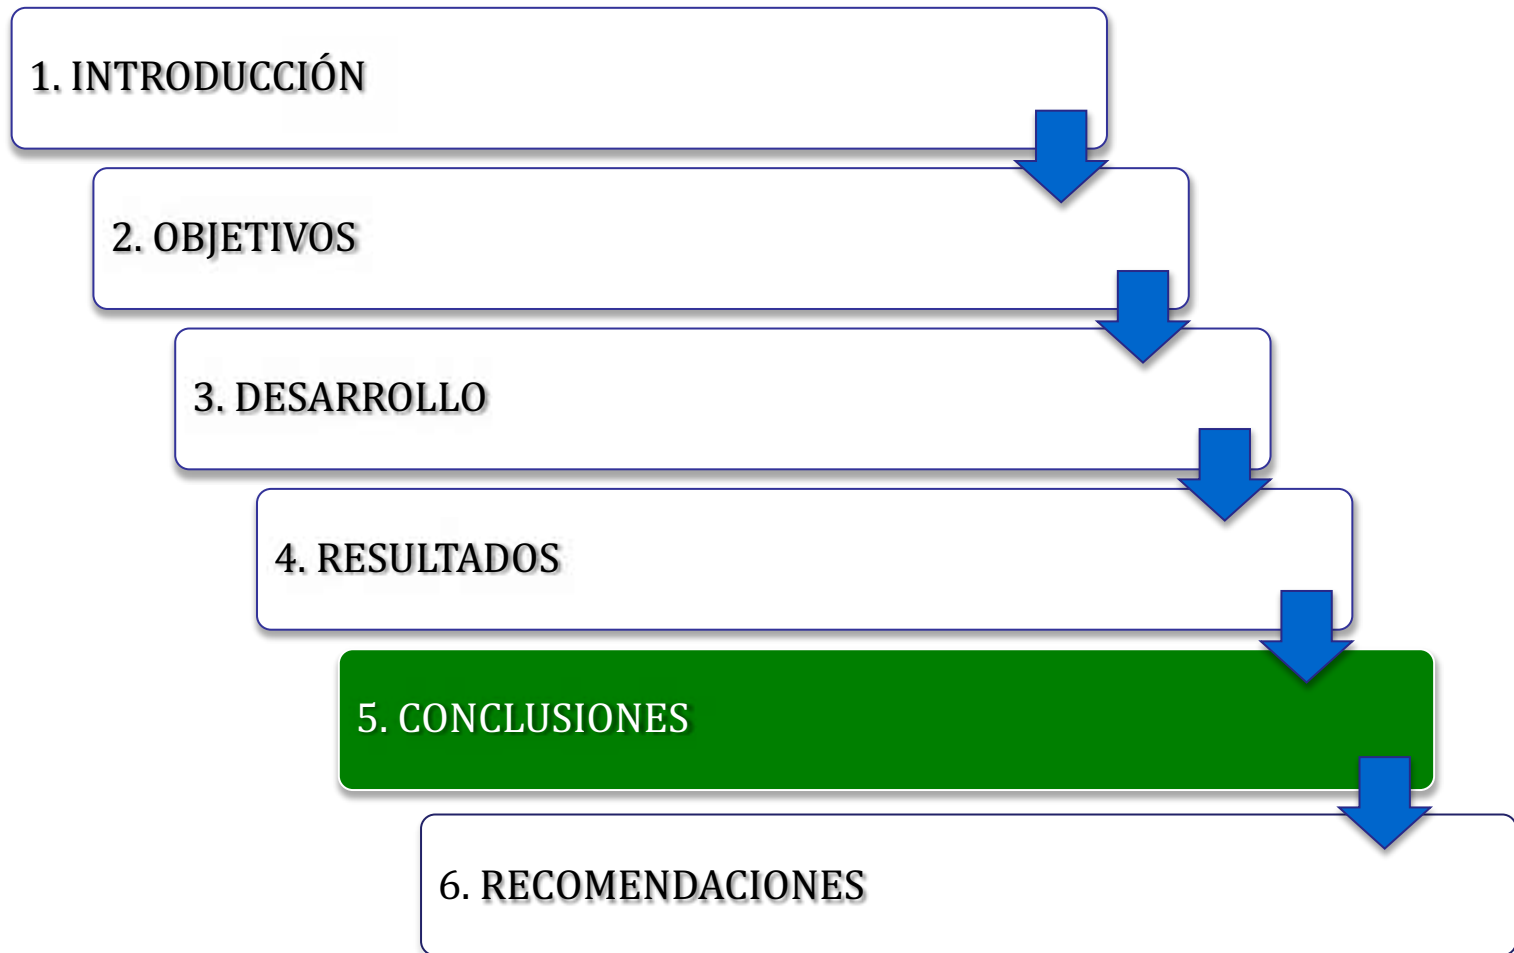 1. INTRODUCCIÓN
2. OBJETIVOS
3. DESARROLLO
4. RESULTADOS
5. CONCLUSIONES
6. RECOMENDACIONES